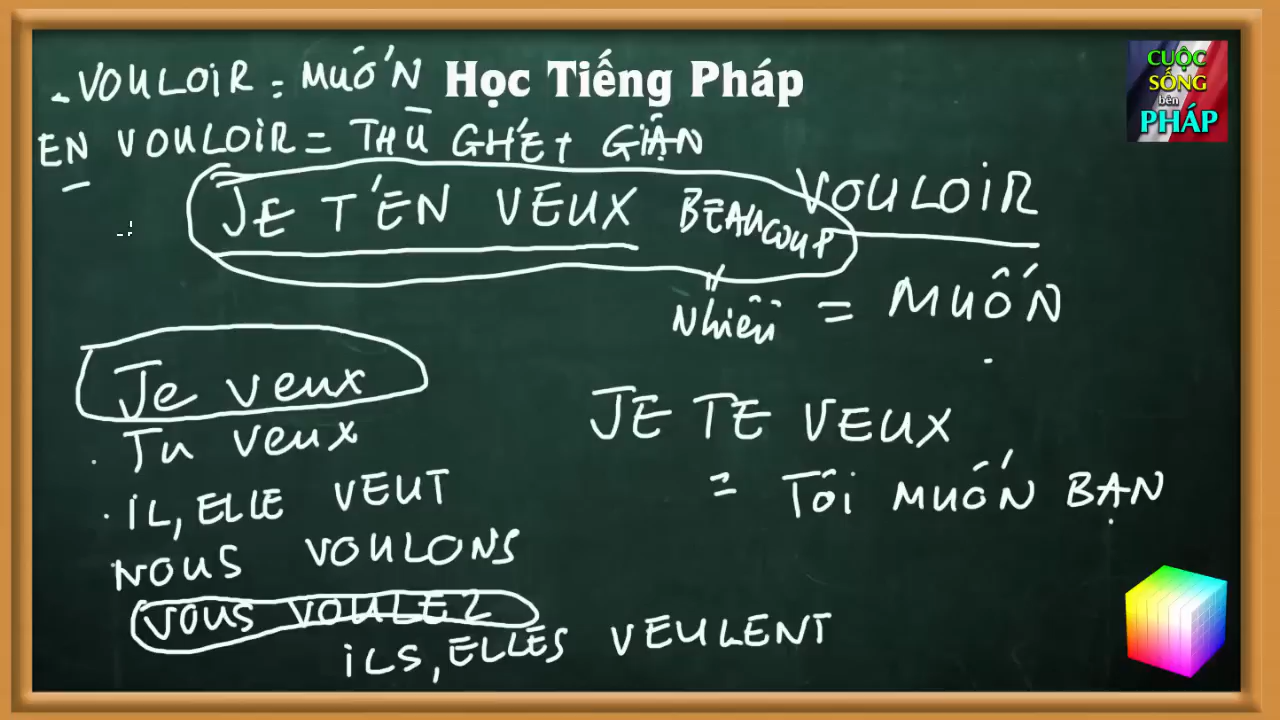 - VOULOIR = MUỐN Học Tiếng Pháp
CUỘC
SỐNG
bên
PHÁP
EN VOULOIR = THÙ GHÉT GIẬN
JE T'EN VEUX BEAUCOUP
VOULOIR
Nhiều
= MUỐN
Je veux
Tu veux
IL, ELLE VEUT
NOUS VOULONS
VOUS VOULEZ
ILS, ELLES VEULENT
JE TE VEUX
= TÔI MUỐN BẠN